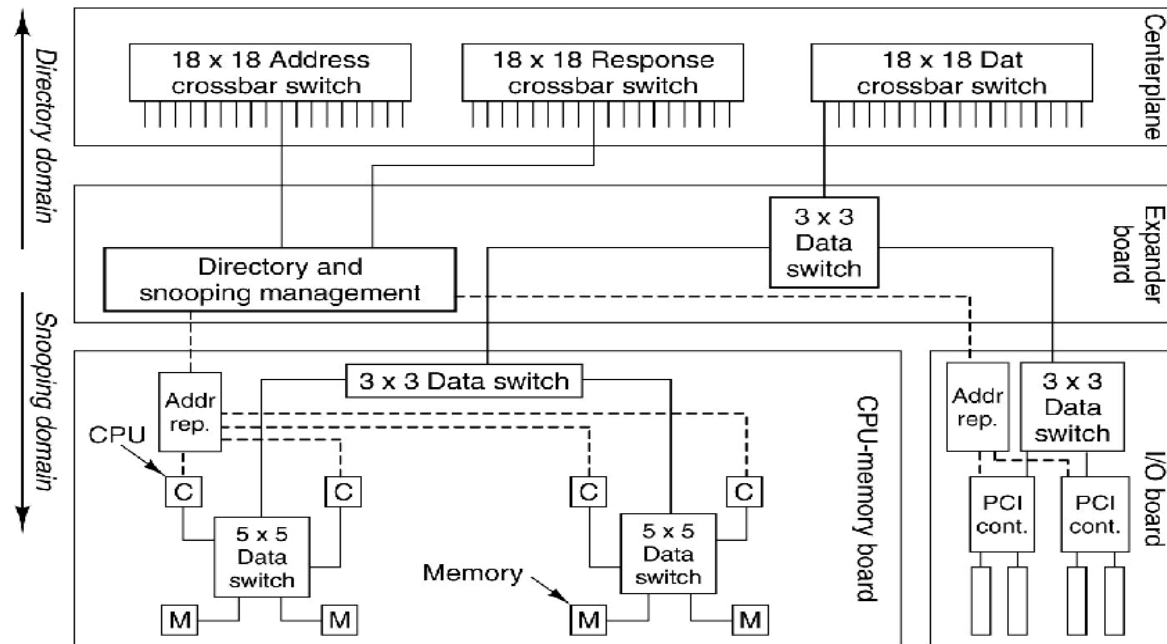 Directory domain
Snooping domain
Centerplane
18 x 18 Address
crossbar switch
18 x 18 Response
crossbar switch
18 x 18 Dat
crossbar switch
Expander
board
3 x 3
Data
switch
Directory and
snooping management
CPU-memory board
3 x 3 Data switch
Addr
rep.
CPU
C
C
C
C
5 x 5
Data
switch
5 x 5
Data
switch
Memory
M
M
M
M
I/O board
Addr
rep.
3 x 3
Data
switch
PCI
cont.
PCI
cont.